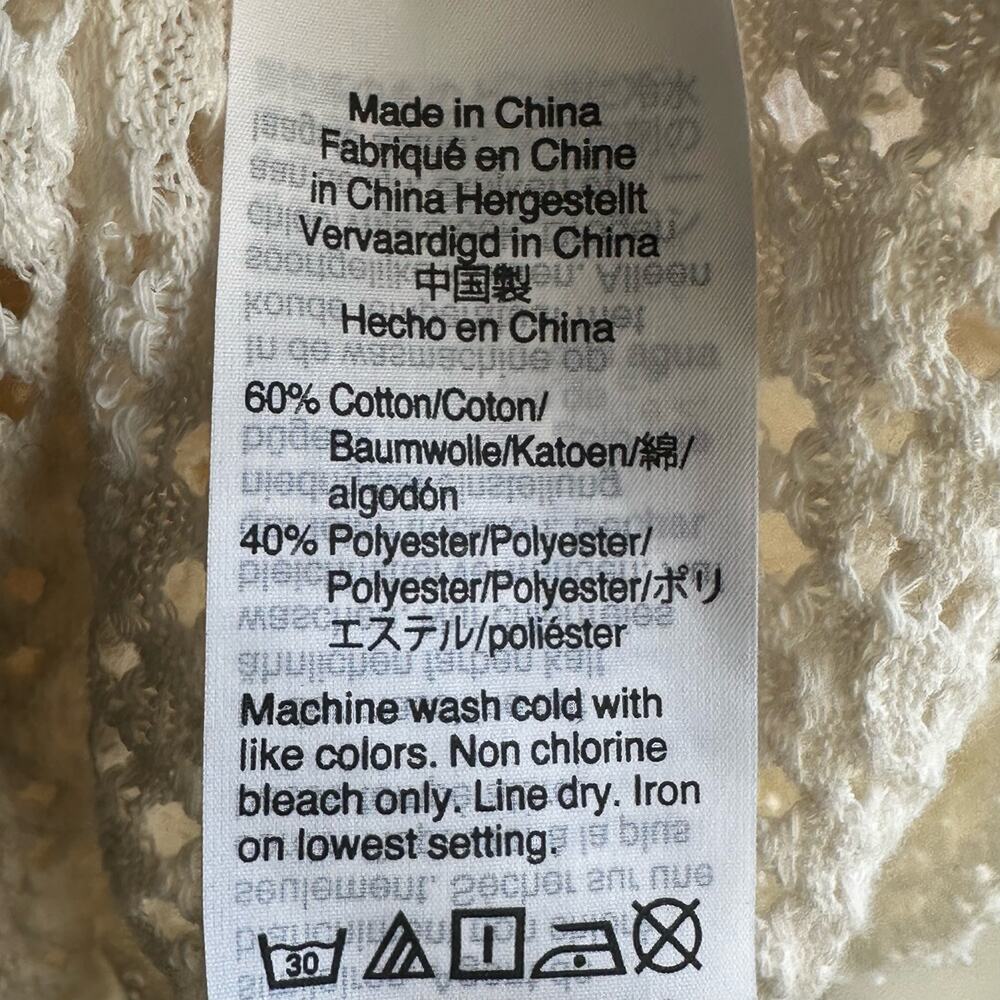 Made in China
Fabriqué en Chine
in China Hergestellt
Vervaardigd in China
中国製
Hecho en China
60% Cotton/Coton/
Baumwolle/Katoen/綿/
algodón
40% Polyester/Polyester/
Polyester/Polyester/ポリ
エステル/poliéster
Machine wash cold with
like colors. Non chlorine
bleach only. Line dry. Iron
on lowest setting.
30